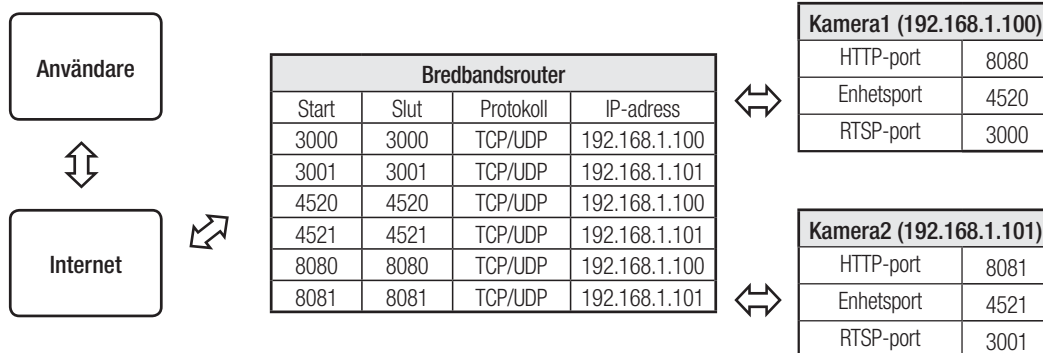 Användare
Internet
Bredbandsrouter
Start Slut Protokoll IP-adress
3000 3000 TCP/UDP 192.168.1.100
3001 3001 TCP/UDP 192.168.1.101
4520 4520 TCP/UDP 192.168.1.100
4521 4521 TCP/UDP 192.168.1.101
8080 8080 TCP/UDP 192.168.1.100
8081 8081 TCP/UDP 192.168.1.101
Kamera1 (192.168.1.100)
HTTP-port 8080
Enhetsport 4520
RTSP-port 3000
Kamera2 (192.168.1.101)
HTTP-port 8081
Enhetsport 4521
RTSP-port 3001